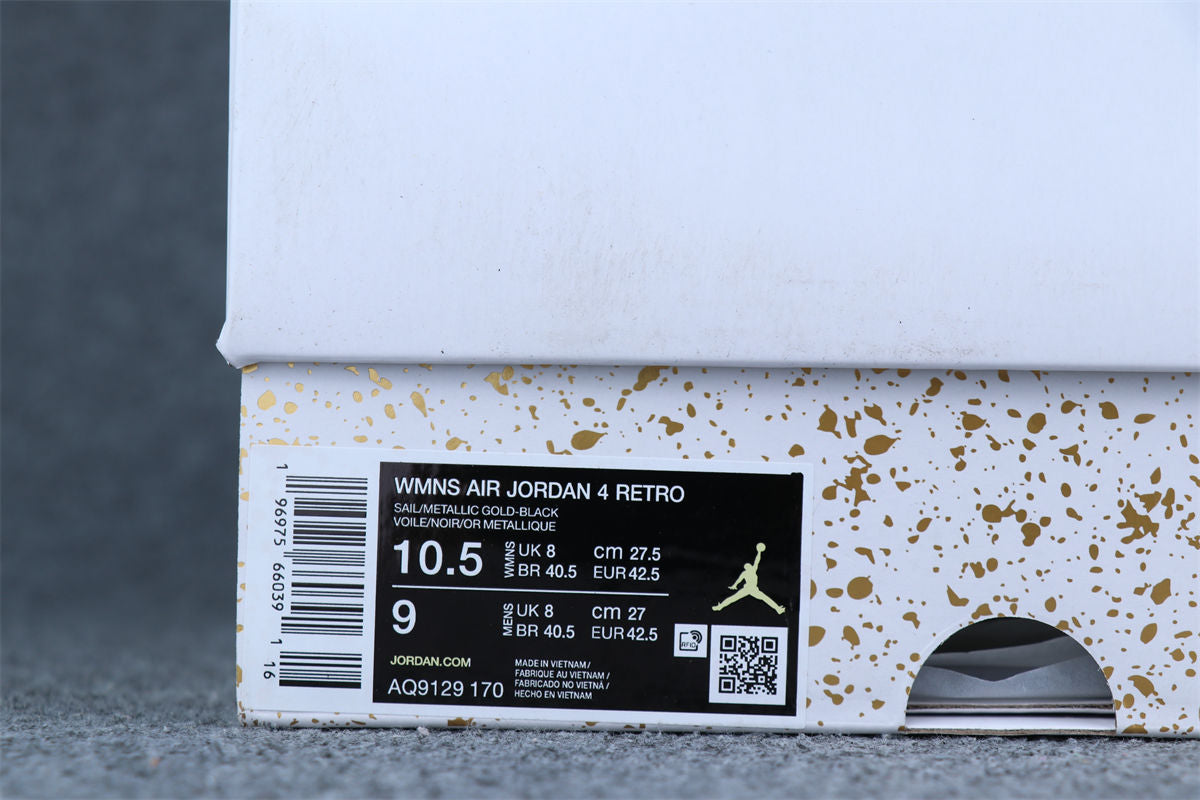 1 96975 66039 1 16
WMNS AIR JORDAN 4 RETRO
SAIL/METALLIC GOLD-BLACK
VOILE/NOIR/OR METALLIQUE
10.5
WMNS
UK 8 cm 27.5
BR 40.5 EUR 42.5
9
MENS
UK 8 cm 27
BR 40.5 EUR 42.5
JORDAN.COM
AQ9129 170
MADE IN VIETNAM/
FABRIQUE AU VIETNAM/
FABRICADO NO VIETNÃ/
HECHO EN VIETNAM
RFID